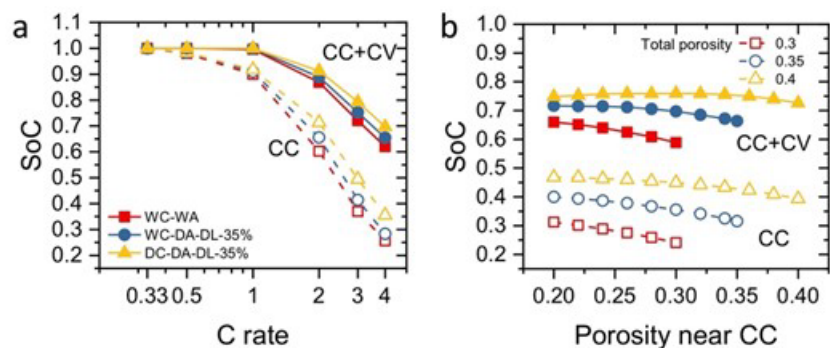 a
SoC
1.1
1.0
0.9
0.8
0.7
0.6
0.5
0.4
0.3
0.2
CC+CV
CC
WC-WA
WC-DA-DL-35%
DC-DA-DL-35%
0.33 0.5 1 2 3 4
C rate
b
SoC
1.0
0.9
0.8
0.7
0.6
0.5
0.4
0.3
0.2
Total porosity
0.3
0.35
0.4
CC+CV
CC
0.20 0.25 0.30 0.35 0.40
Porosity near CC